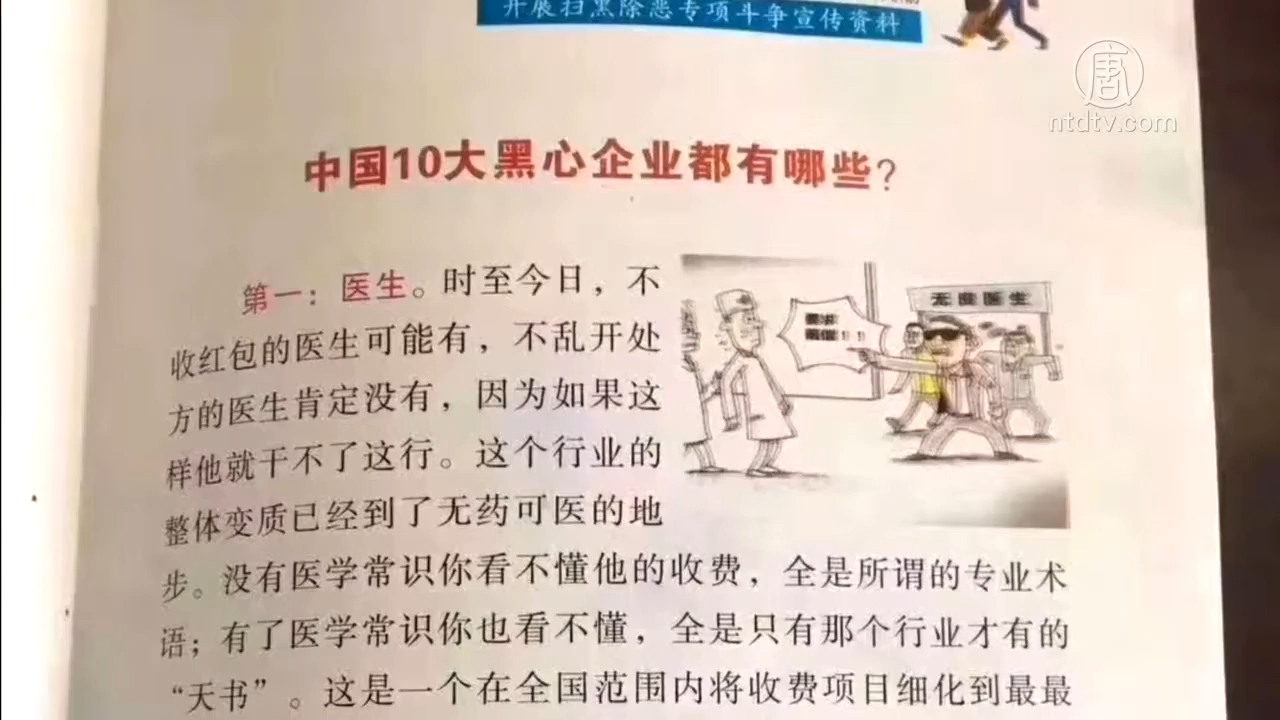 开展扫黑除恶专项斗争宣传资料
唐
ntdtv.com
中国10大黑心企业都有哪些?
第一：医生。时至今日，不
收红包的医生可能有，不乱开处
方的医生肯定没有，因为如果这
样他就干不了这行。这个行业的
整体变质已经到了无药可医的地
步。没有医学常识你看不懂他的收费，全是所谓的专业术
语；有了医学常识你也看不懂，全是只有那个行业才有的
“天书”。这是一个在全国范围内将收费项目细化到最最
无良医生